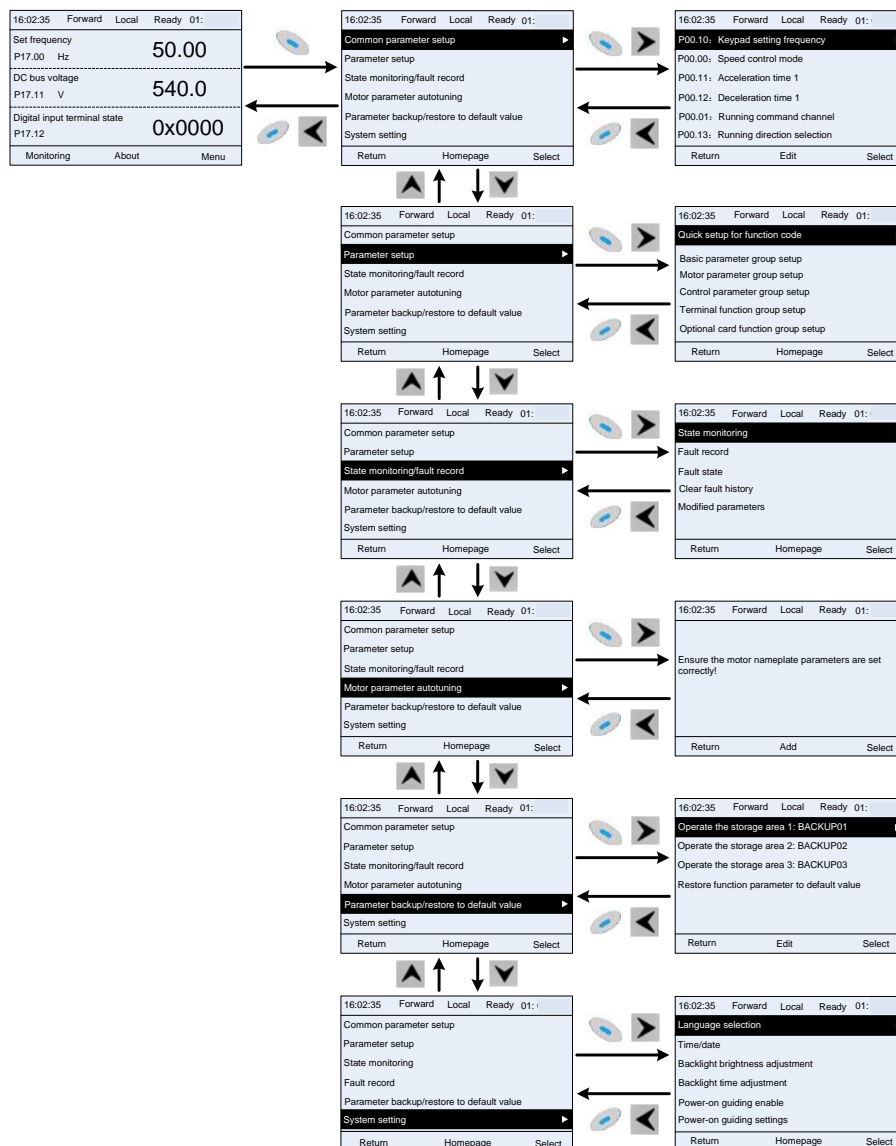 16:02:35 Forward Local Ready 01:
Set frequency
P17.00 Hz
50.00
DC bus voltage
P17.11 V
540.0
Digital input terminal state
P17.12
0x0000
Monitoring About Menu
16:02:35 Forward Local Ready 01:
Common parameter setup
Parameter setup
State monitoring/fault record
Motor parameter autotuning
Parameter backup/restore to default value
System setting
Return Homepage Select
16:02:35 Forward Local Ready 01:
P00.10: Keypad setting frequency
P00.00: Speed control mode
P00.11: Acceleration time 1
P00.12: Deceleration time 1
P00.01: Running command channel
P00.13: Running direction selection
Return Edit Select
16:02:35 Forward Local Ready 01:
Common parameter setup
Parameter setup
State monitoring/fault record
Motor parameter autotuning
Parameter backup/restore to default value
System setting
Return Homepage Select
16:02:35 Forward Local Ready 01:
Quick setup for function code
Basic parameter group setup
Motor parameter group setup
Control parameter group setup
Terminal function group setup
Optional card function group setup
Return Homepage Select
16:02:35 Forward Local Ready 01:
Common parameter setup
Parameter setup
State monitoring/fault record
Motor parameter autotuning
Parameter backup/restore to default value
System setting
Return Homepage Select
16:02:35 Forward Local Ready 01:
State monitoring
Fault record
Fault state
Clear fault history
Modified parameters
Return Homepage Select
16:02:35 Forward Local Ready 01:
Common parameter setup
Parameter setup
State monitoring/fault record
Motor parameter autotuning
Parameter backup/restore to default value
System setting
Return Homepage Select
16:02:35 Forward Local Ready 01:
Ensure the motor nameplate parameters are set
correctly!
Return Add Select
16:02:35 Forward Local Ready 01:
Common parameter setup
Parameter setup
State monitoring/fault record
Motor parameter autotuning
Parameter backup/restore to default value
System setting
Return Homepage Select
16:02:35 Forward Local Ready 01:
Operate the storage area 1: BACKUP01
Operate the storage area 2: BACKUP02
Operate the storage area 3: BACKUP03
Restore function parameter to default value
Return Edit Select
16:02:35 Forward Local Ready 01:
Common parameter setup
Parameter setup
State monitoring
Fault record
Parameter backup/restore to default value
System setting
Return Homepage Select
16:02:35 Forward Local Ready 01:
Language selection
Time/date
Backlight brightness adjustment
Backlight time adjustment
Power-on guiding enable
Power-on guiding settings
Return Homepage Select